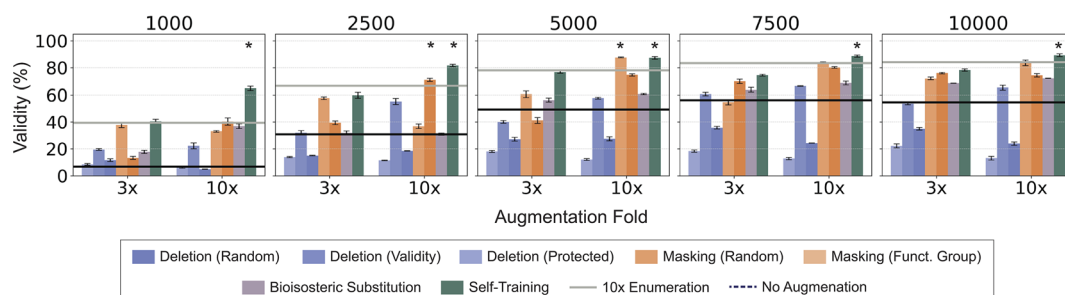 1000 2500 5000 7500 10000
* * * * * * *
100
80
60
40
20
0
Validity (%)
3x 10x 3x 10x 3x 10x 3x 10x 3x 10x
Augmentation Fold
Deletion (Random) Deletion (Validity) Deletion (Protected) Masking (Random) Masking (Funct. Group)
Bioisosteric Substitution Self-Training 10x Enumeration No Augmenation